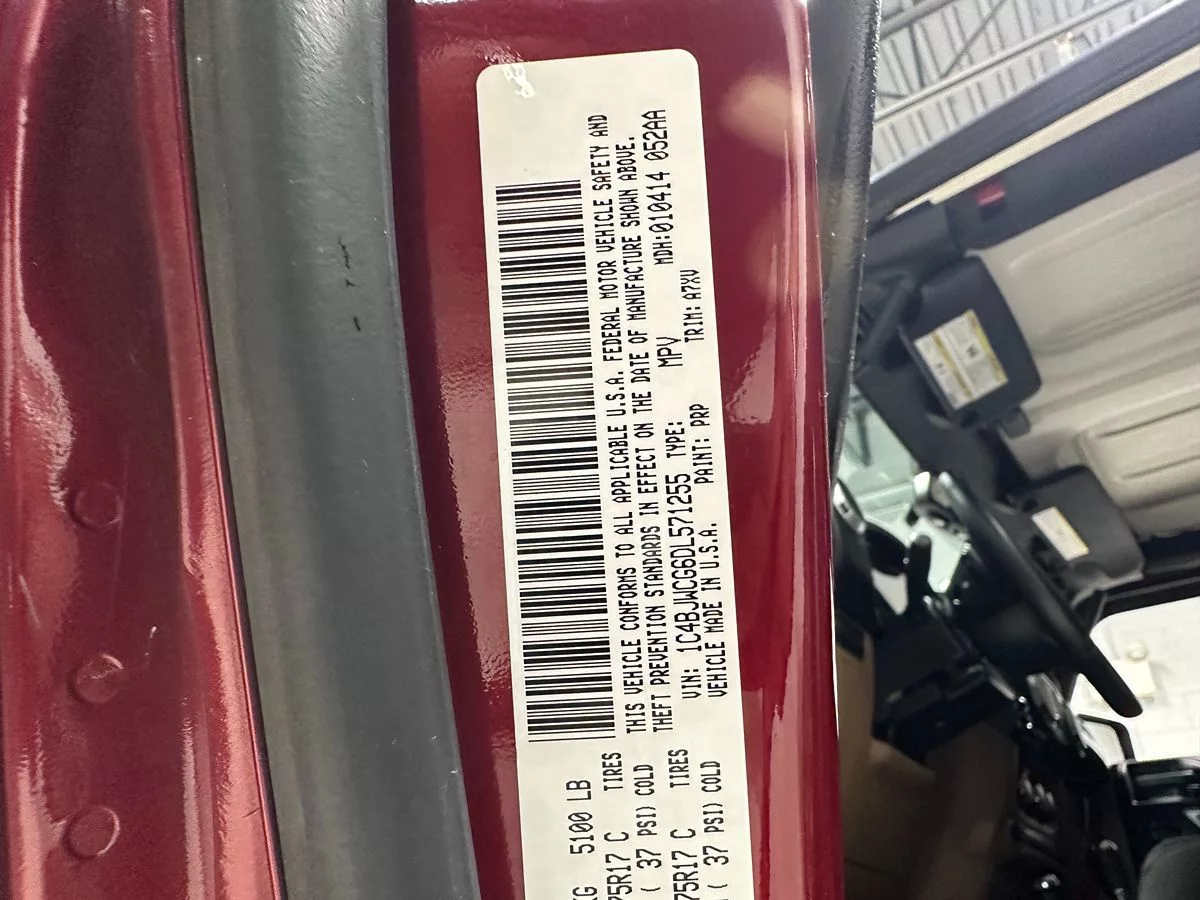 KG 5100 LB
75R17 C TIRES
( 37 PSI) COLD
75R17 C TIRES
( 37 PSI) COLD
THIS VEHICLE CONFORMS TO ALL APPLICABLE U.S.A. FEDERAL MOTOR VEHICLE SAFETY AND
THEFT PREVENTION STANDARDS IN EFFECT ON THE DATE OF MANUFACTURE SHOWN ABOVE.
VIN: 1C4BJWCG6DL571255 TYPE: MPV MDH:010414 052AA
VEHICLE MADE IN U.S.A. PAINT: PRP TRIM: A7XV